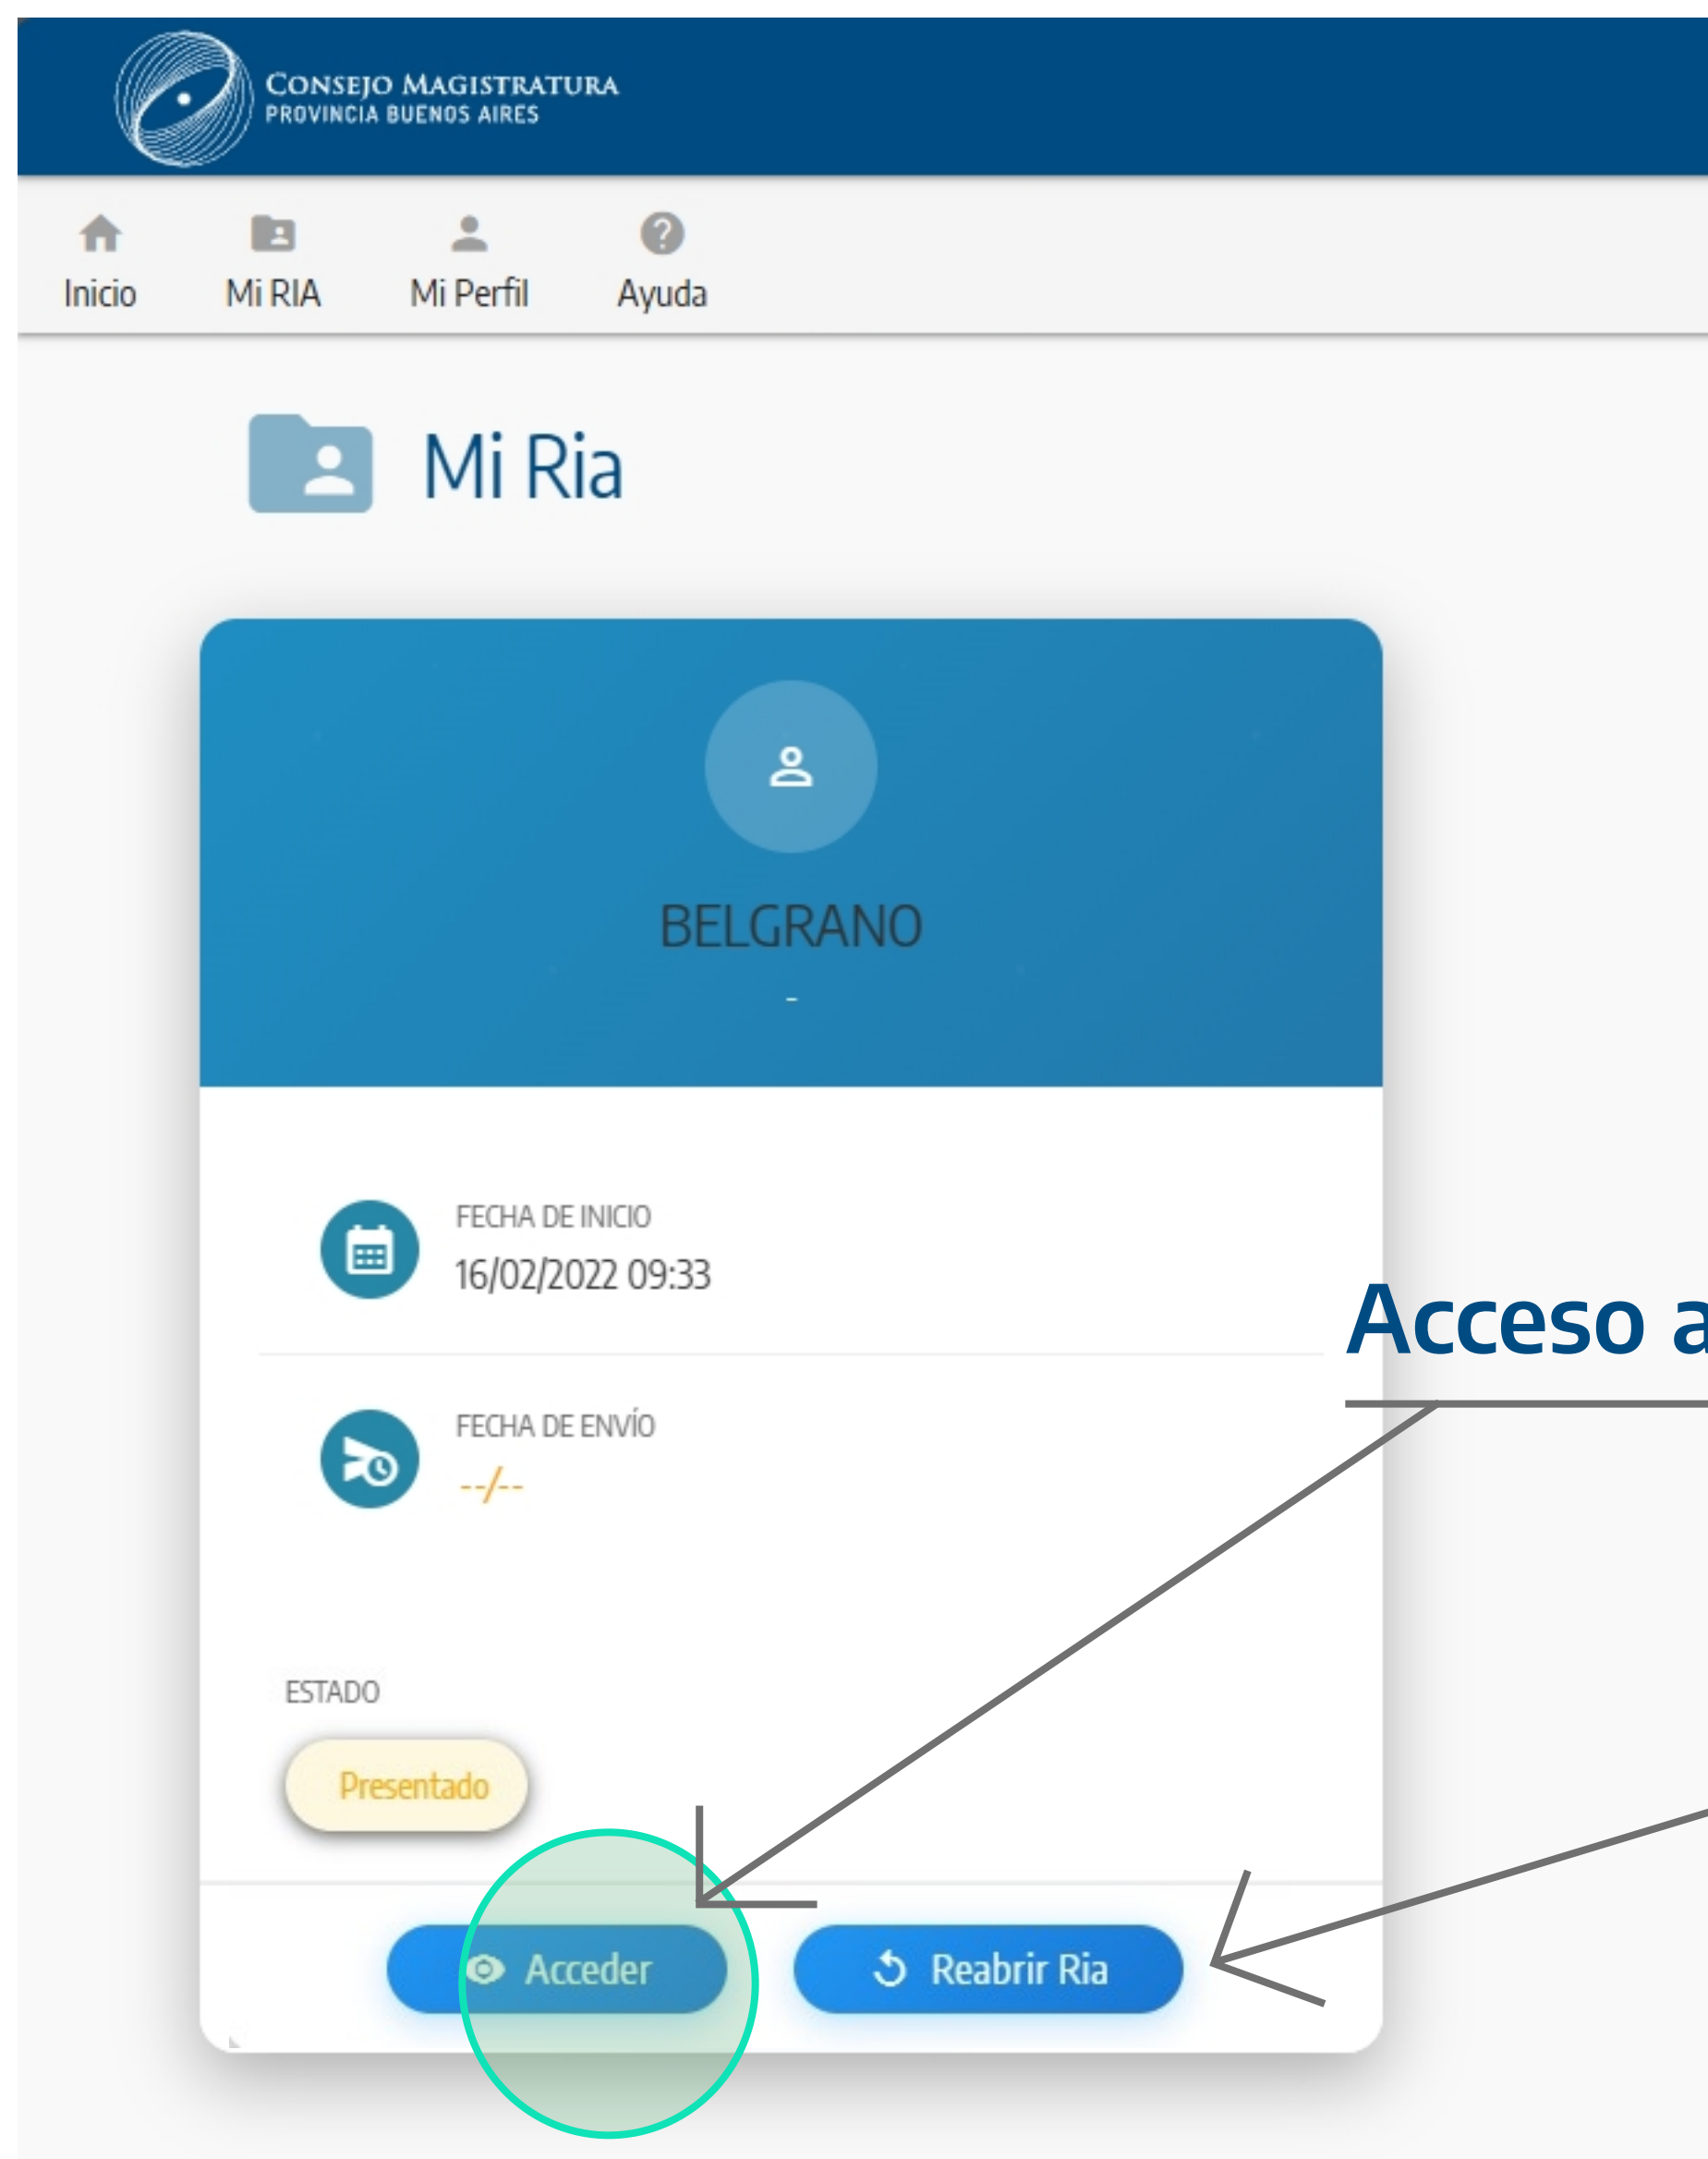 CONSEJO MAGISTRATURA
PROVINCIA BUENOS AIRES
Inicio
Mi RIA
Mi Perfil
Ayuda
Mi Ria
BELGRANO
-
FECHA DE INICIO
16/02/2022 09:33
Acceso a
FECHA DE ENVÍO
--/--
ESTADO
Presentado
Acceder
Reabrir Ria